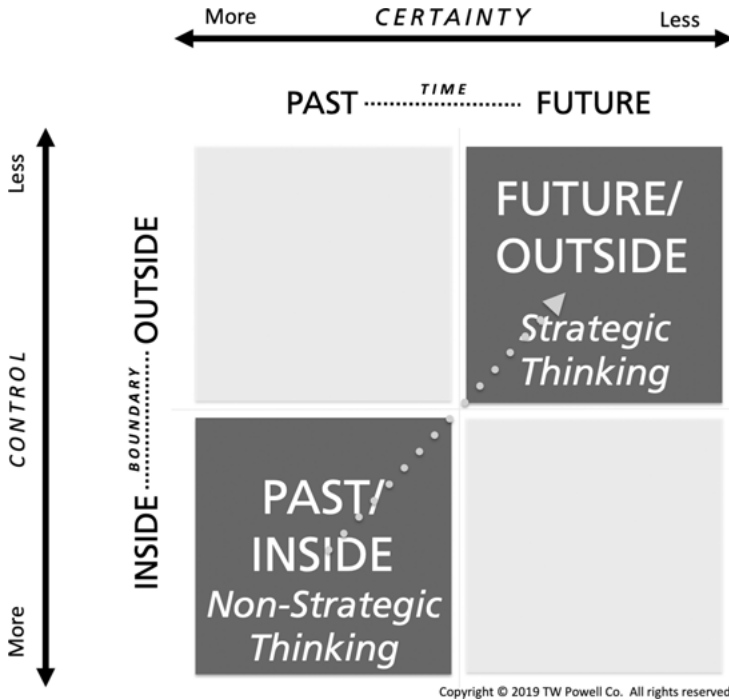 More CERTAINTY Less
TIME
PAST FUTURE
Less
CONTROL
More
OUTSIDE
BOUNDARY
INSIDE
FUTURE/
OUTSIDE
Strategic
Thinking
PAST/
INSIDE
Non-Strategic
Thinking
Copyright © 2019 TW Powell Co. All rights reserved